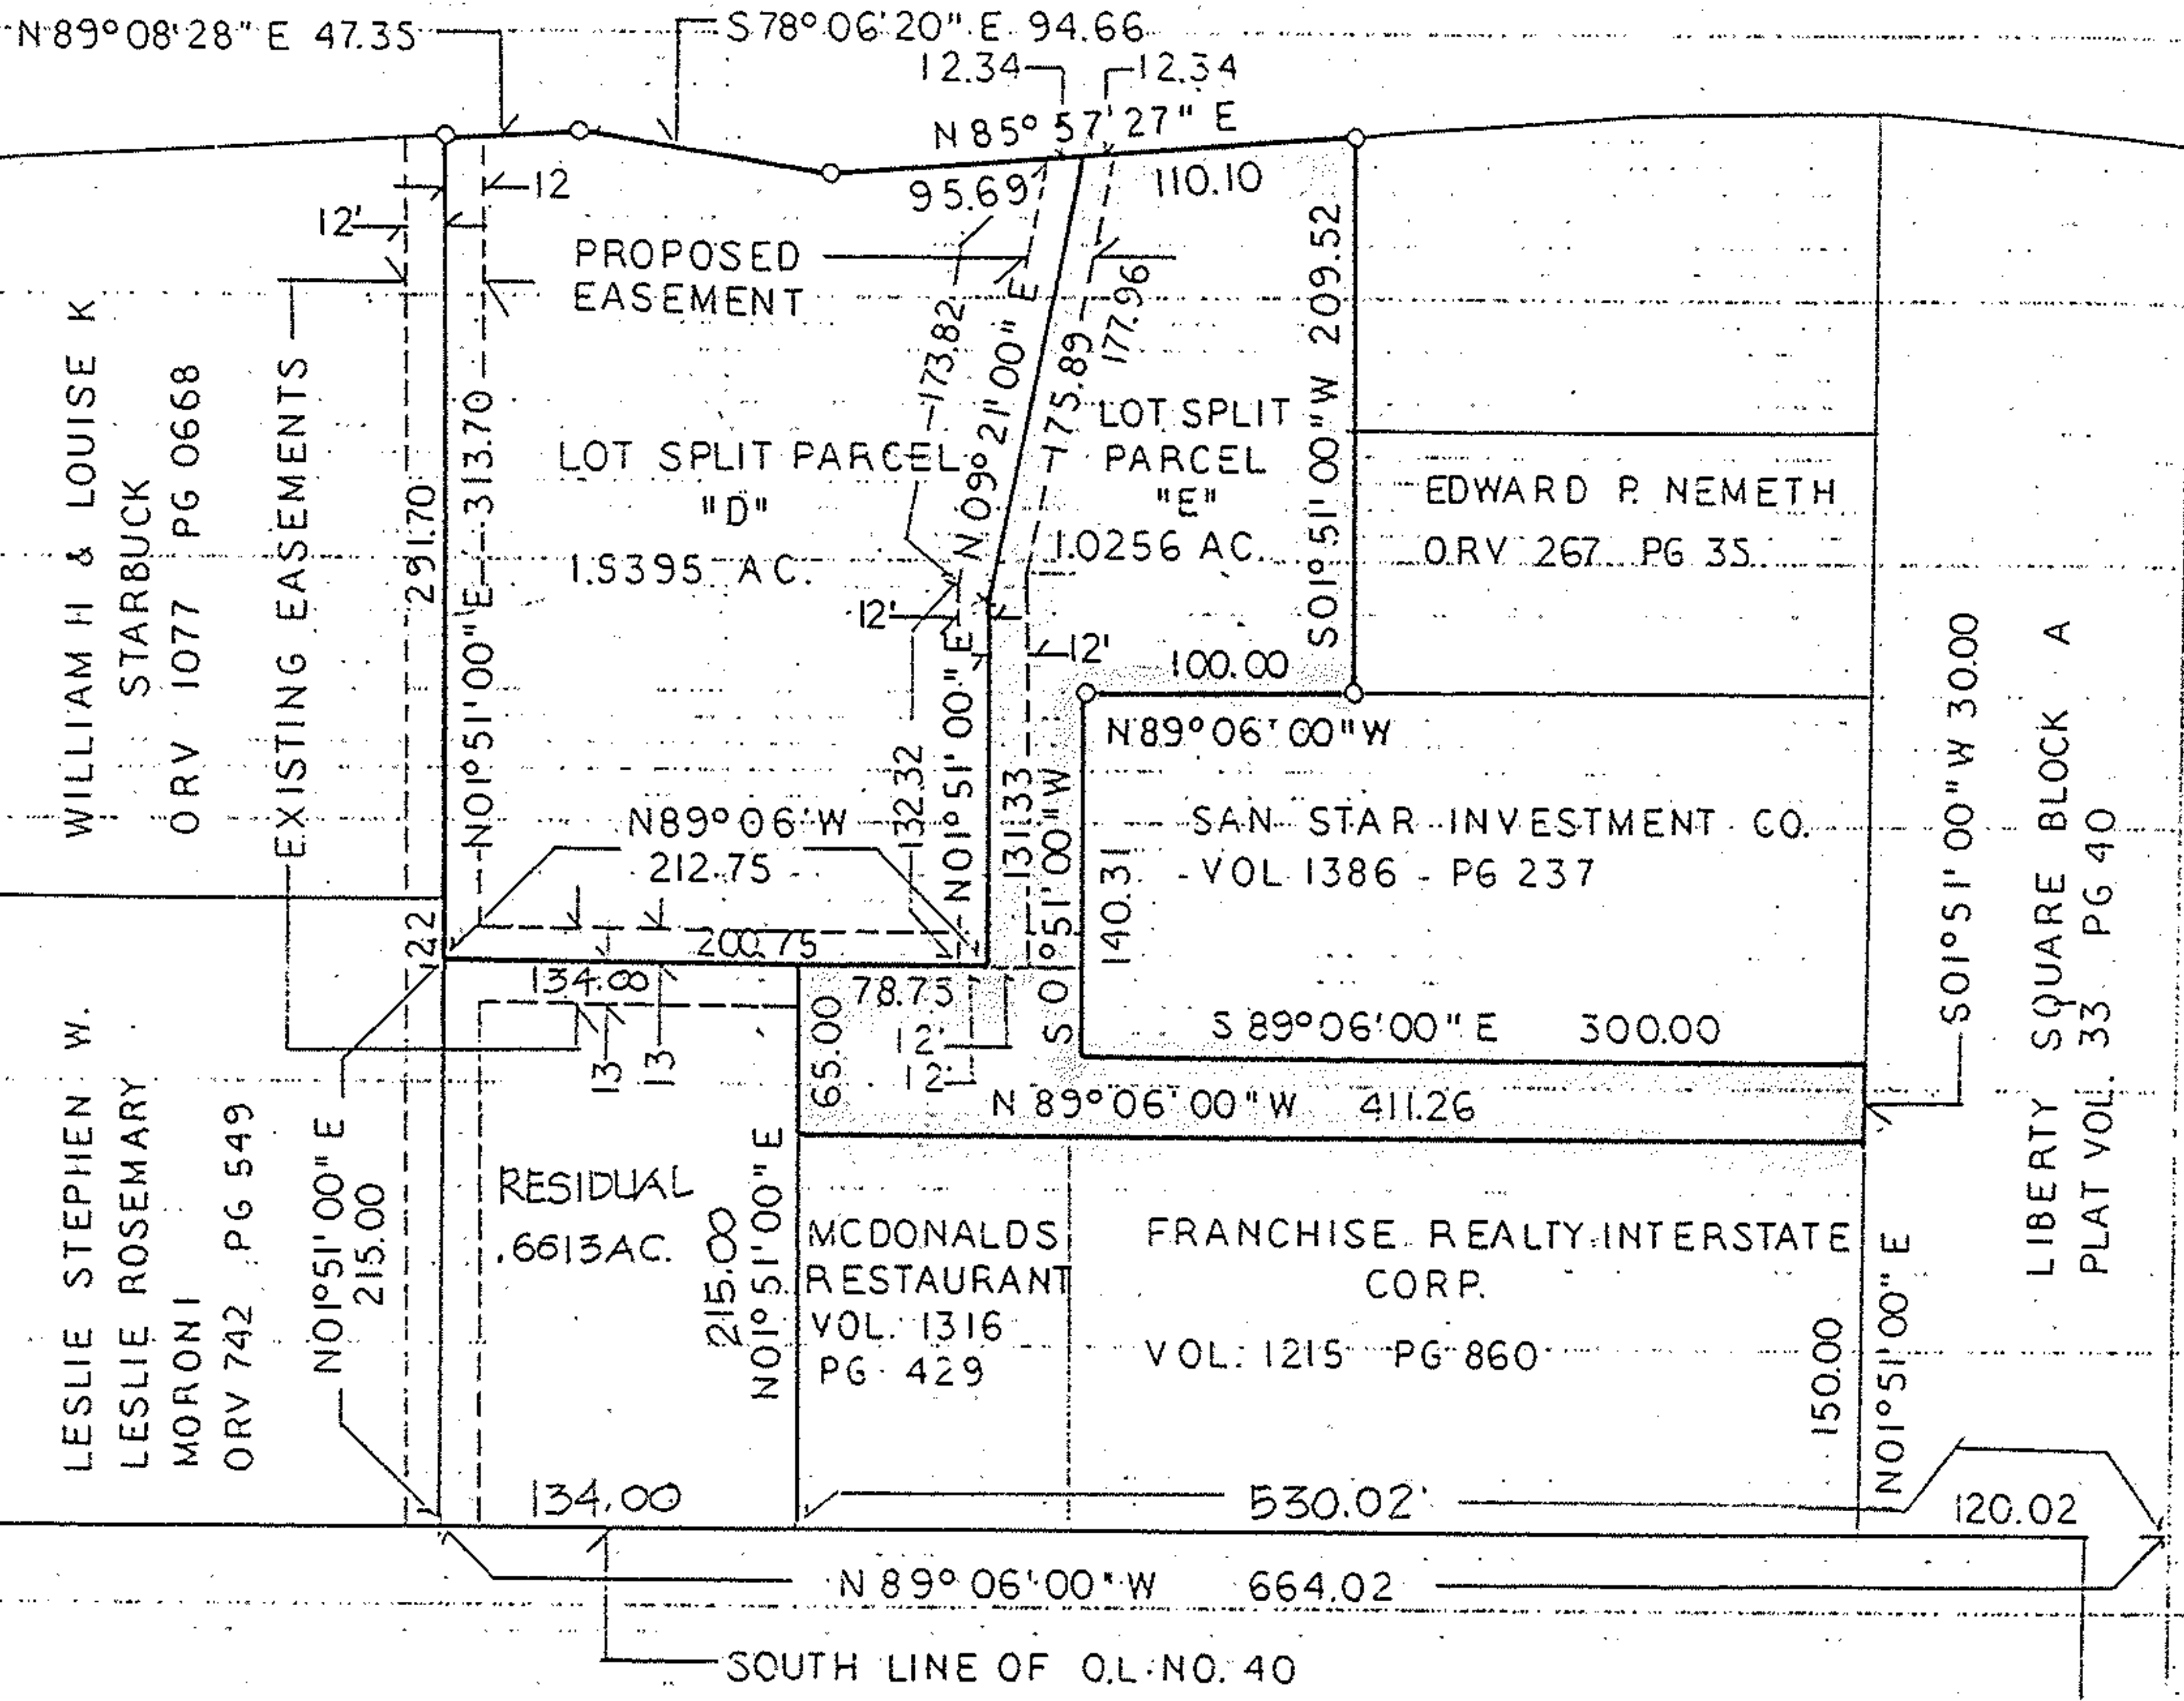 N 89° 08' 28" E 47.35
S 78° 06' 20" E 94.66
12.34
12.34
N 85° 57' 27" E
95.69
110.10
12
12'
PROPOSED
EASEMENT
WILLIAM H & LOUISE K
STARBUCK
ORV 1077 PG 0668
EXISTING EASEMENTS
291.70
N 01° 51' 00" E 313.70
LOT SPLIT PARCEL
"D"
1.5395 AC.
173.82
N 09° 21' 00" E
175.89
177.96
LOT SPLIT
PARCEL
"E"
1.0256 AC.
S 01° 51' 00" W 209.52
EDWARD P. NEMETH
ORV 267 PG 35
12'
12'
100.00
N 89° 06' 00" W
132.32
N 01° 51' 00" E
131.33
S 01° 51' 00" W
140.31
SAN STAR INVESTMENT CO.
VOL 1386 - PG 237
N 89° 06' W
212.75
200.75
22
134.00
13
13
65.00
78.75
12'
12'
S 89° 06' 00" E 300.00
N 89° 06' 00" W 411.26
S 01° 51' 00" W 30.00
LIBERTY SQUARE BLOCK A
PLAT VOL. 33 PG 40
LESLIE STEPHEN W.
LESLIE ROSEMARY
MORONI
ORV 742 PG 549
N 01° 51' 00" E
215.00
RESIDUAL
.6613 AC.
215.00
N 01° 51' 00" E
MCDONALDS
RESTAURANT
VOL. 1316
PG. 429
FRANCHISE REALTY INTERSTATE
CORP.
VOL. 1215 PG 860
150.00
N 01° 51' 00" E
134.00
530.02'
120.02
N 89° 06' 00" W 664.02
SOUTH LINE OF O.L. NO. 40